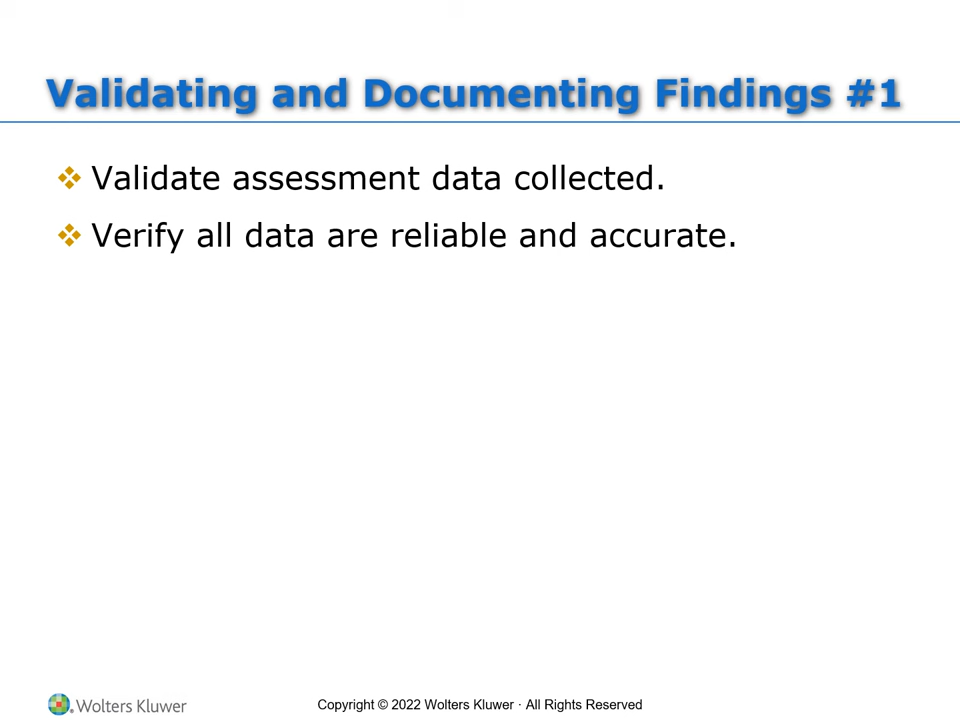 Validating and Documenting Findings #1
❖ Validate assessment data collected.
❖ Verify all data are reliable and accurate.
Wolters Kluwer
Copyright © 2022 Wolters Kluwer · All Rights Reserved